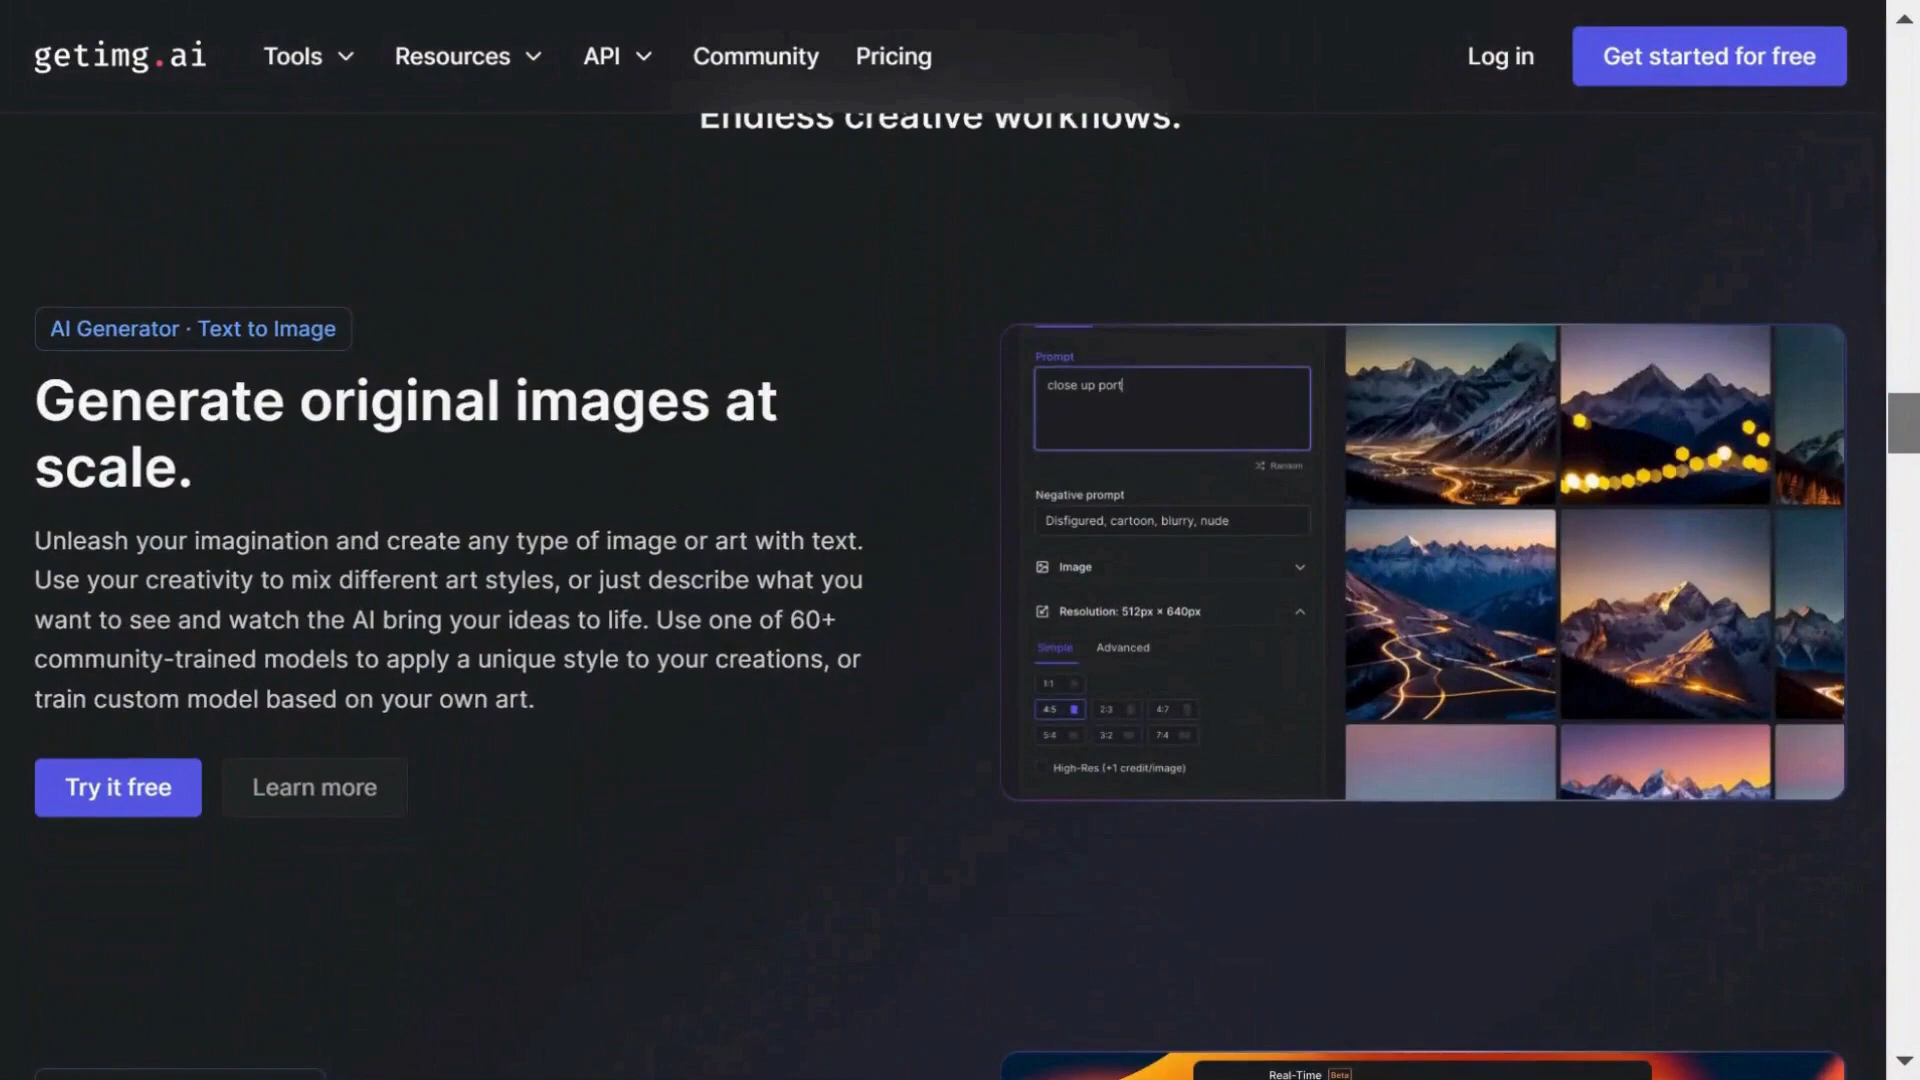 getimg.ai
Tools
Resources
API
Community
Pricing
Log in
Get started for free
Endless creative workflows.
AI Generator · Text to Image
Generate original images at
scale.
Unleash your imagination and create any type of image or art with text.
Use your creativity to mix different art styles, or just describe what you
want to see and watch the AI bring your ideas to life. Use one of 60+
community-trained models to apply a unique style to your creations, or
train custom model based on your own art.
Try it free
Learn more
Prompt
close up port
Random
Negative prompt
Disfigured, cartoon, blurry, nude
Image
Resolution: 512px × 640px
Simple
Advanced
1:1
4:5
2:3
4:7
5:4
3:2
7:4
High-Res (+1 credit/image)
Real-Time
Beta